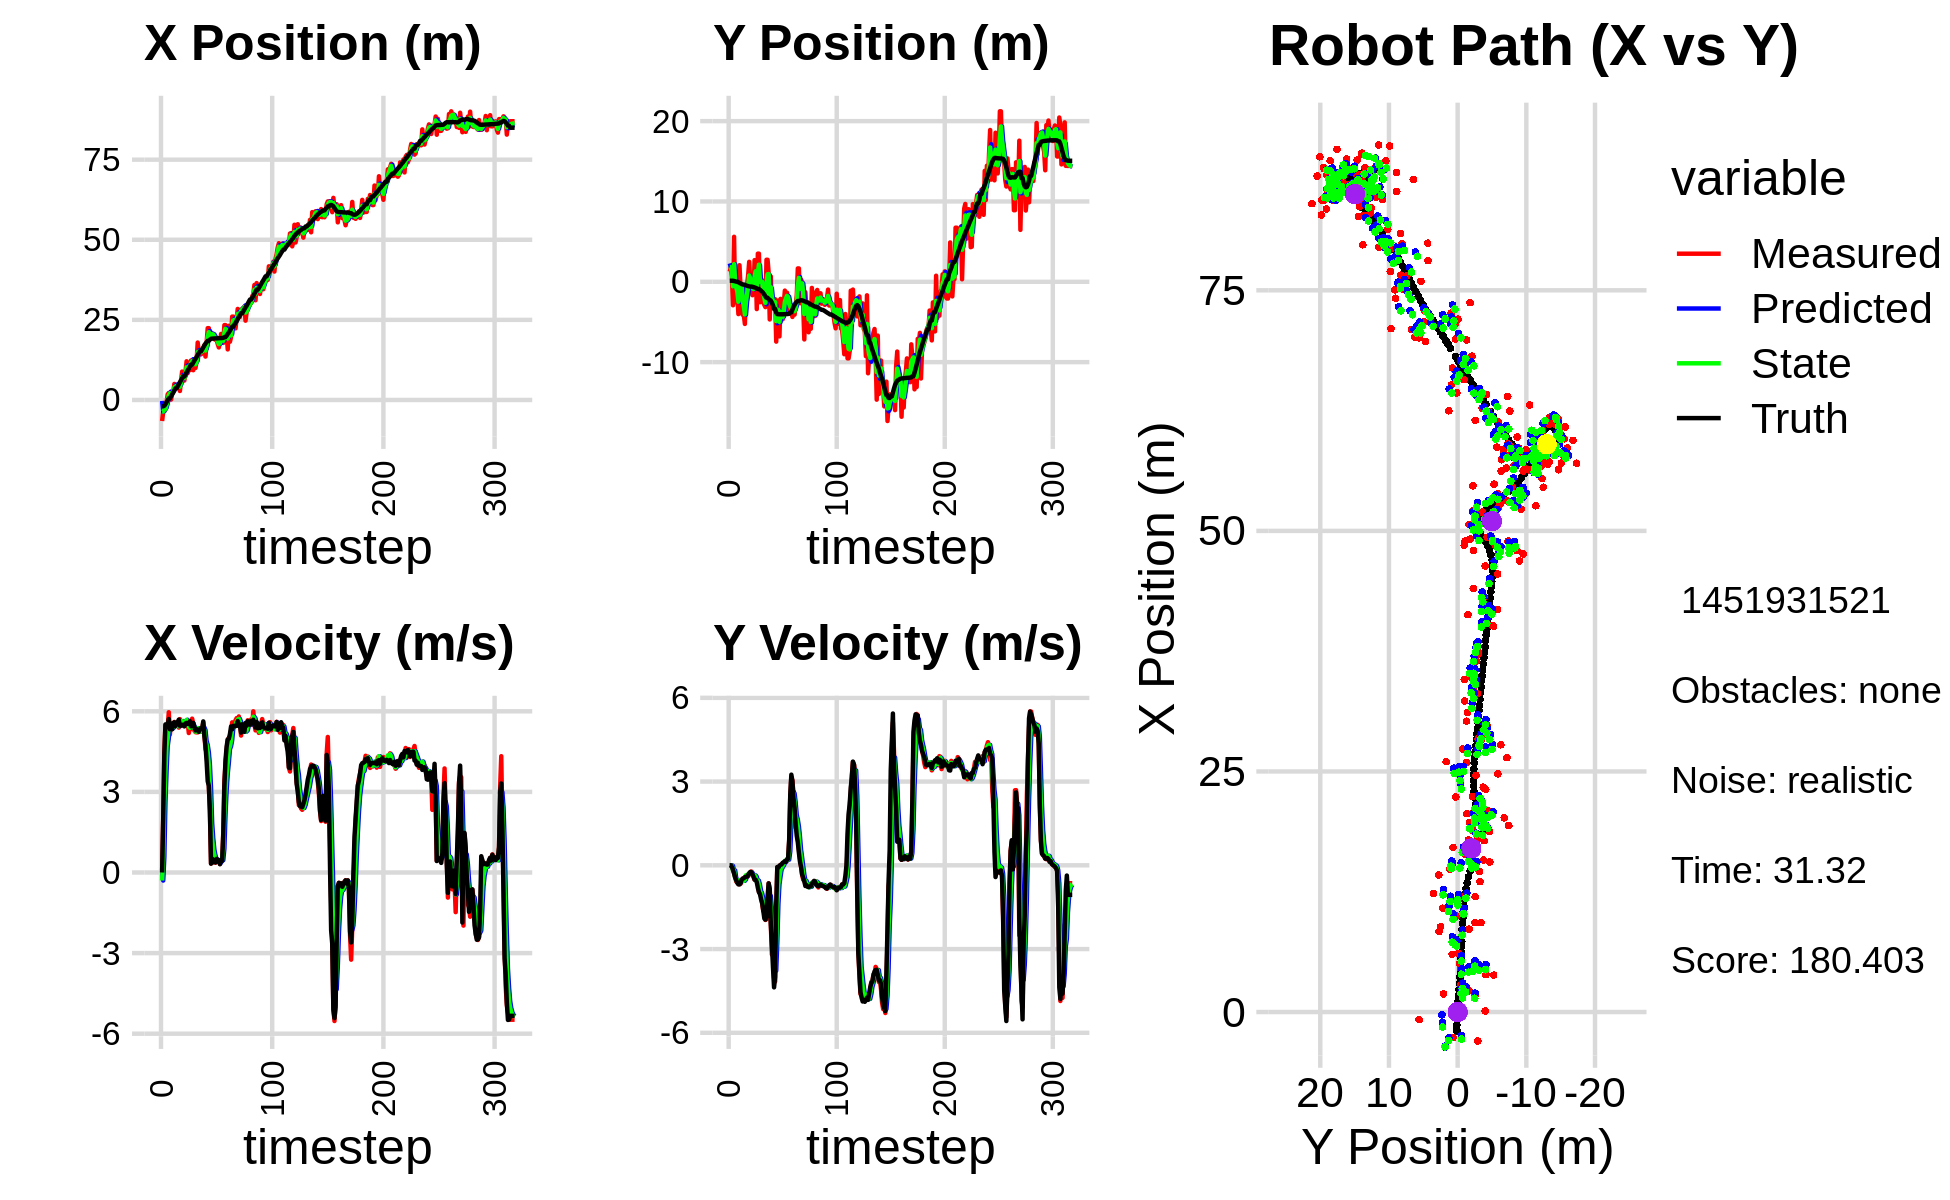 X Position (m)
75
50
25
0
0
100
200
300
timestep
Y Position (m)
20
10
0
-10
0
100
200
300
timestep
X Velocity (m/s)
6
3
0
-3
-6
0
100
200
300
timestep
Y Velocity (m/s)
6
3
0
-3
-6
0
100
200
300
timestep
Robot Path (X vs Y)
X Position (m)
75
50
25
0
20 10 0 -10 -20
Y Position (m)
variable
Measured
Predicted
State
Truth
1451931521
Obstacles: none
Noise: realistic
Time: 31.32
Score: 180.403